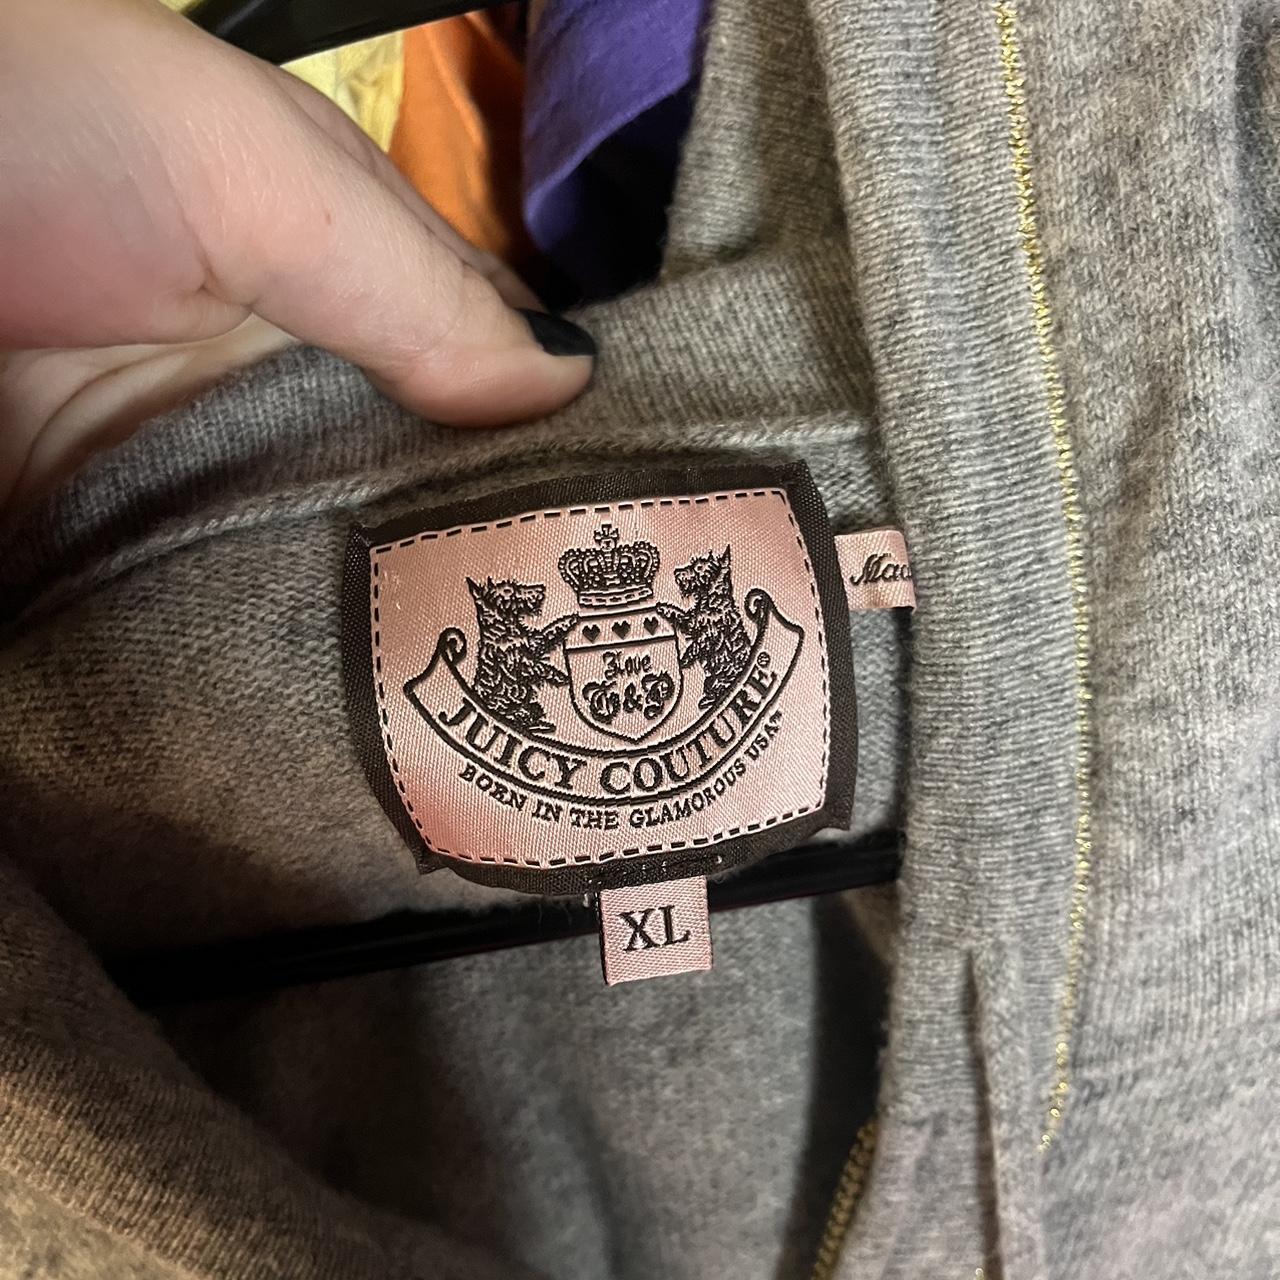 Love
G&P
JUICY COUTURE®
BORN IN THE GLAMOROUS USA™
XL